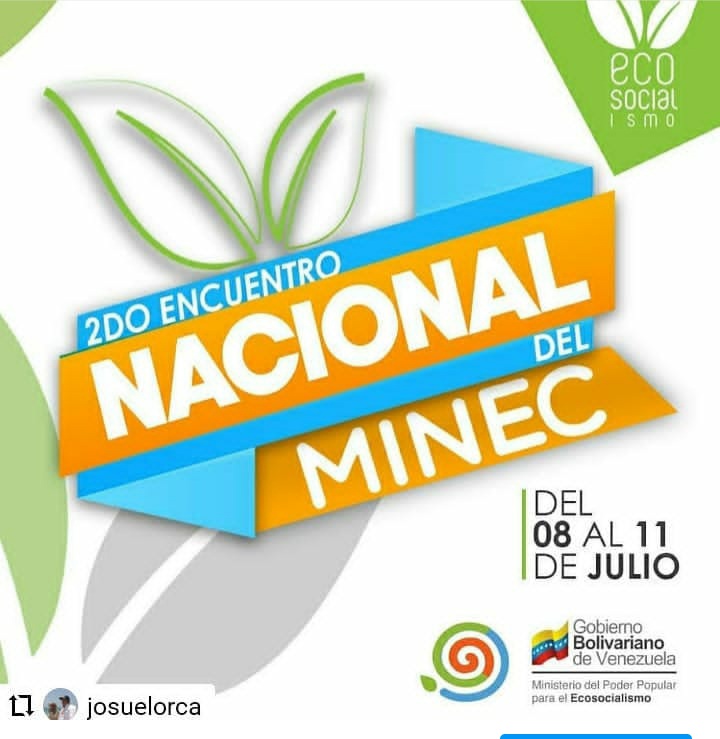 eco
social
ismo
2DO ENCUENTRO
NACIONAL
DEL
MINEC
DEL
08 AL 11
DE JULIO
Gobierno
Bolivariano
de Venezuela
Ministerio del Poder Popular
para el Ecosocialismo
josuelorca